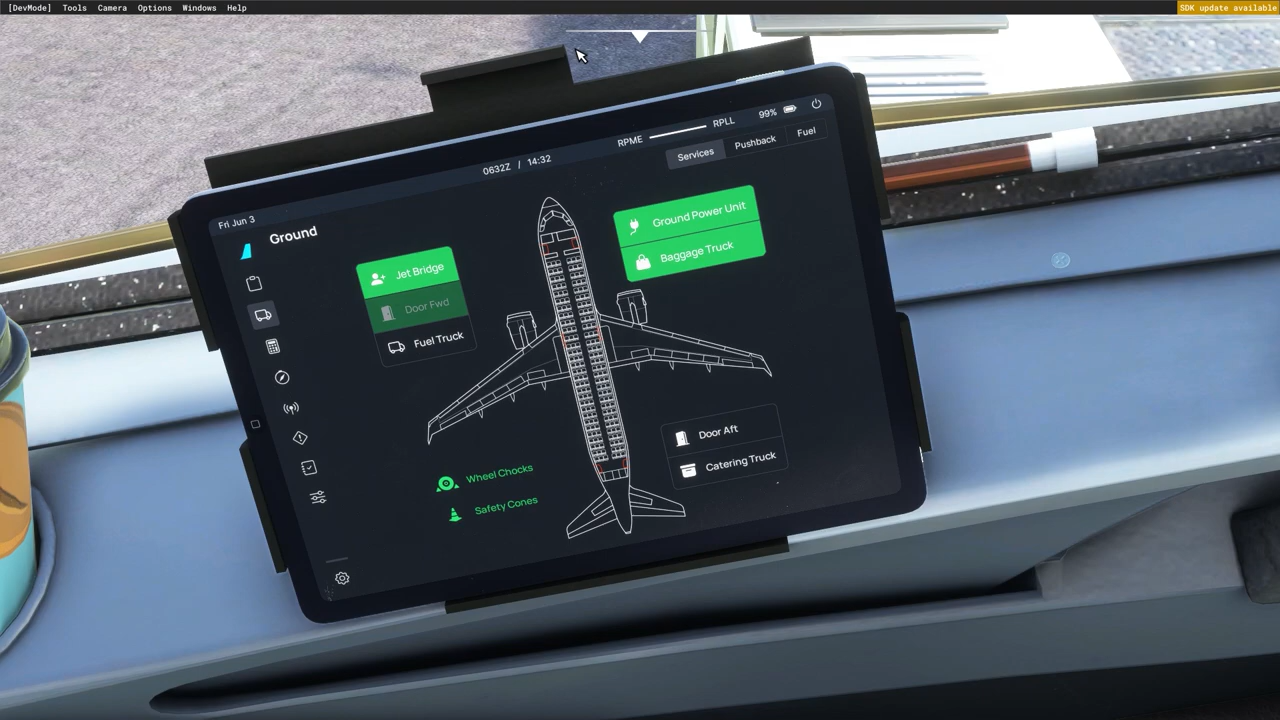 [DevMode] Tools Camera Options Windows Help
SDK update available
Fri Jun 3
0632Z / 14:32
RPME RPLL
99%
Ground
Services Pushback Fuel
Jet Bridge
Door Fwd
Fuel Truck
Ground Power Unit
Baggage Truck
Door Aft
Catering Truck
Wheel Chocks
Safety Cones